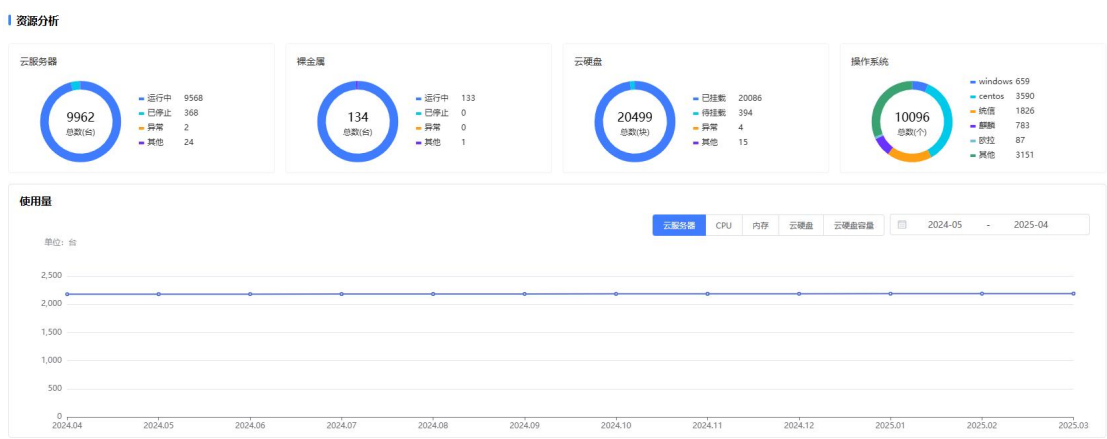 资源分析
云服务器
9962
总数(台)
运行中 9568
已停止 368
异常 2
其他 24
裸金属
134
总数(台)
运行中 133
已停止 0
异常 0
其他 1
云硬盘
20499
总数(块)
已挂载 20086
待挂载 394
异常 4
其他 15
操作系统
10096
总数(个)
windows 659
centos 3590
统信 1826
麒麟 783
欧拉 87
其他 3151
使用量
云服务器 CPU 内存 云硬盘 云硬盘容量 2024-05 - 2025-04
单位: 台
2,500
2,000
1,500
1,000
500
0
2024.04 2024.05 2024.06 2024.07 2024.08 2024.09 2024.10 2024.11 2024.12 2025.01 2025.02 2025.03